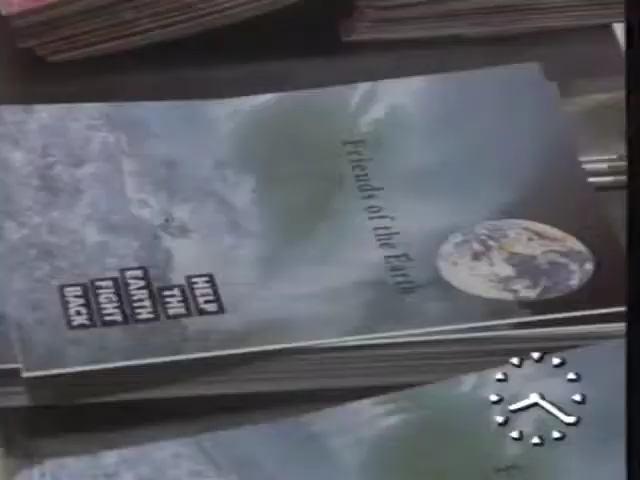 Friends of the Earth
HELP
THE
EARTH
FIGHT
BACK